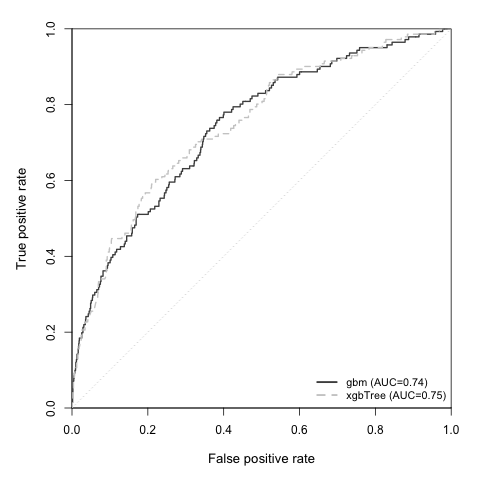 True positive rate
1.0
0.8
0.6
0.4
0.2
0.0
gbm (AUC=0.74)
xgbTree (AUC=0.75)
0.0 0.2 0.4 0.6 0.8 1.0
False positive rate